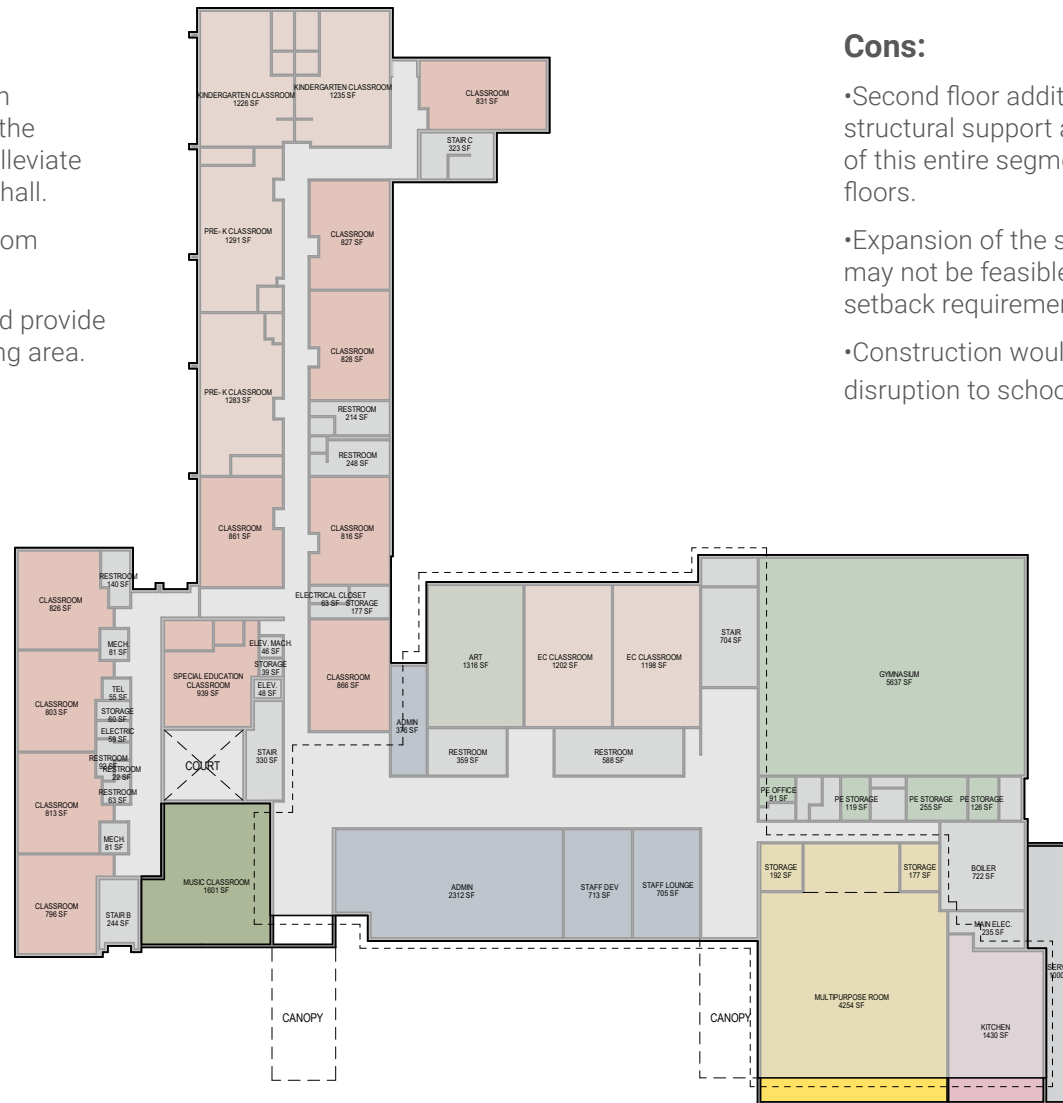 n
the
lleviate
hall.
om
d provide
ng area.
Cons:
•Second floor addit
structural support a
of this entire segme
floors.
•Expansion of the s
may not be feasible
setback requiremen
•Construction woul
disruption to schoo
KINDERGARTEN CLASSROOM
1226 SF
KINDERGARTEN CLASSROOM
1235 SF
CLASSROOM
831 SF
STAIR C
323 SF
PRE- K CLASSROOM
1291 SF
CLASSROOM
827 SF
CLASSROOM
828 SF
PRE- K CLASSROOM
1283 SF
RESTROOM
214 SF
RESTROOM
248 SF
CLASSROOM
861 SF
CLASSROOM
816 SF
ELECTRICAL CLOSET
63 SF
STORAGE
177 SF
CLASSROOM
826 SF
RESTROOM
140 SF
MECH.
81 SF
SPECIAL EDUCATION
CLASSROOM
939 SF
ELEV. MACH.
46 SF
STORAGE
39 SF
ELEV.
48 SF
CLASSROOM
866 SF
CLASSROOM
803 SF
TEL
55 SF
STORAGE
60 SF
ELECTRIC
59 SF
RESTROOM
92 SF
RESTROOM
22 SF
RESTROOM
63 SF
COURT
STAIR
330 SF
CLASSROOM
813 SF
MECH.
81 SF
CLASSROOM
796 SF
STAIR B
244 SF
MUSIC CLASSROOM
1601 SF
ADMIN
376 SF
ART
1316 SF
EC CLASSROOM
1202 SF
EC CLASSROOM
1198 SF
STAIR
704 SF
GYMNASIUM
5637 SF
RESTROOM
359 SF
RESTROOM
588 SF
PE OFFICE
91 SF
PE STORAGE
119 SF
PE STORAGE
255 SF
PE STORAGE
126 SF
ADMIN
2312 SF
STAFF DEV
713 SF
STAFF LOUNGE
705 SF
STORAGE
192 SF
STORAGE
177 SF
BOILER
722 SF
MAIN ELEC.
235 SF
SERV
1000
MULTIPURPOSE ROOM
4254 SF
KITCHEN
1430 SF
CANOPY
CANOPY